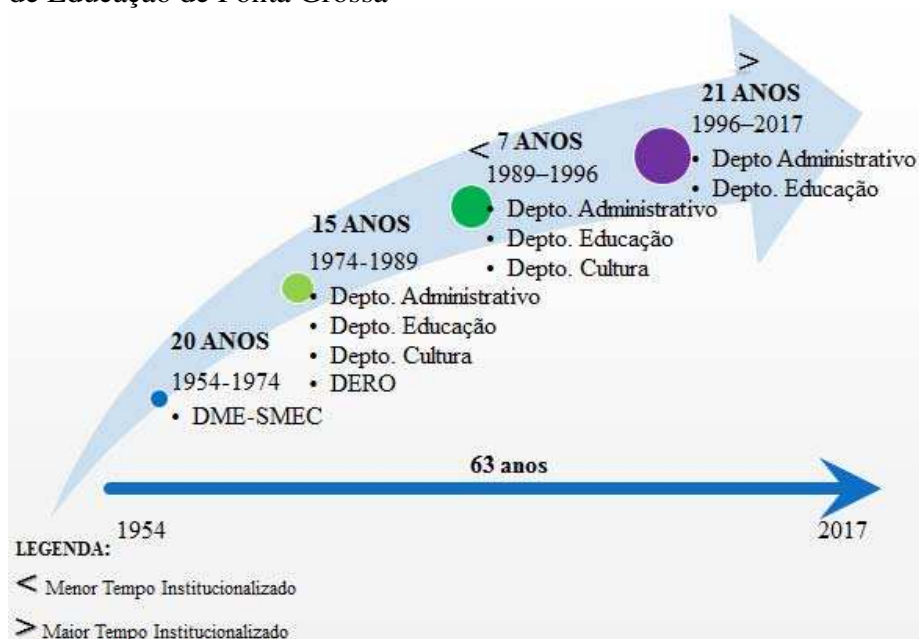 de Educação de Ponta Grossa
>
21 ANOS
1996–2017
• Depto Administrativo
• Depto. Educação
< 7 ANOS
1989–1996
• Depto. Administrativo
• Depto. Educação
• Depto. Cultura
15 ANOS
1974-1989
• Depto. Administrativo
• Depto. Educação
• Depto. Cultura
• DERO
20 ANOS
1954-1974
• DME-SMEC
63 anos
1954
2017
LEGENDA:
< Menor Tempo Institucionalizado
> Maior Tempo Institucionalizado